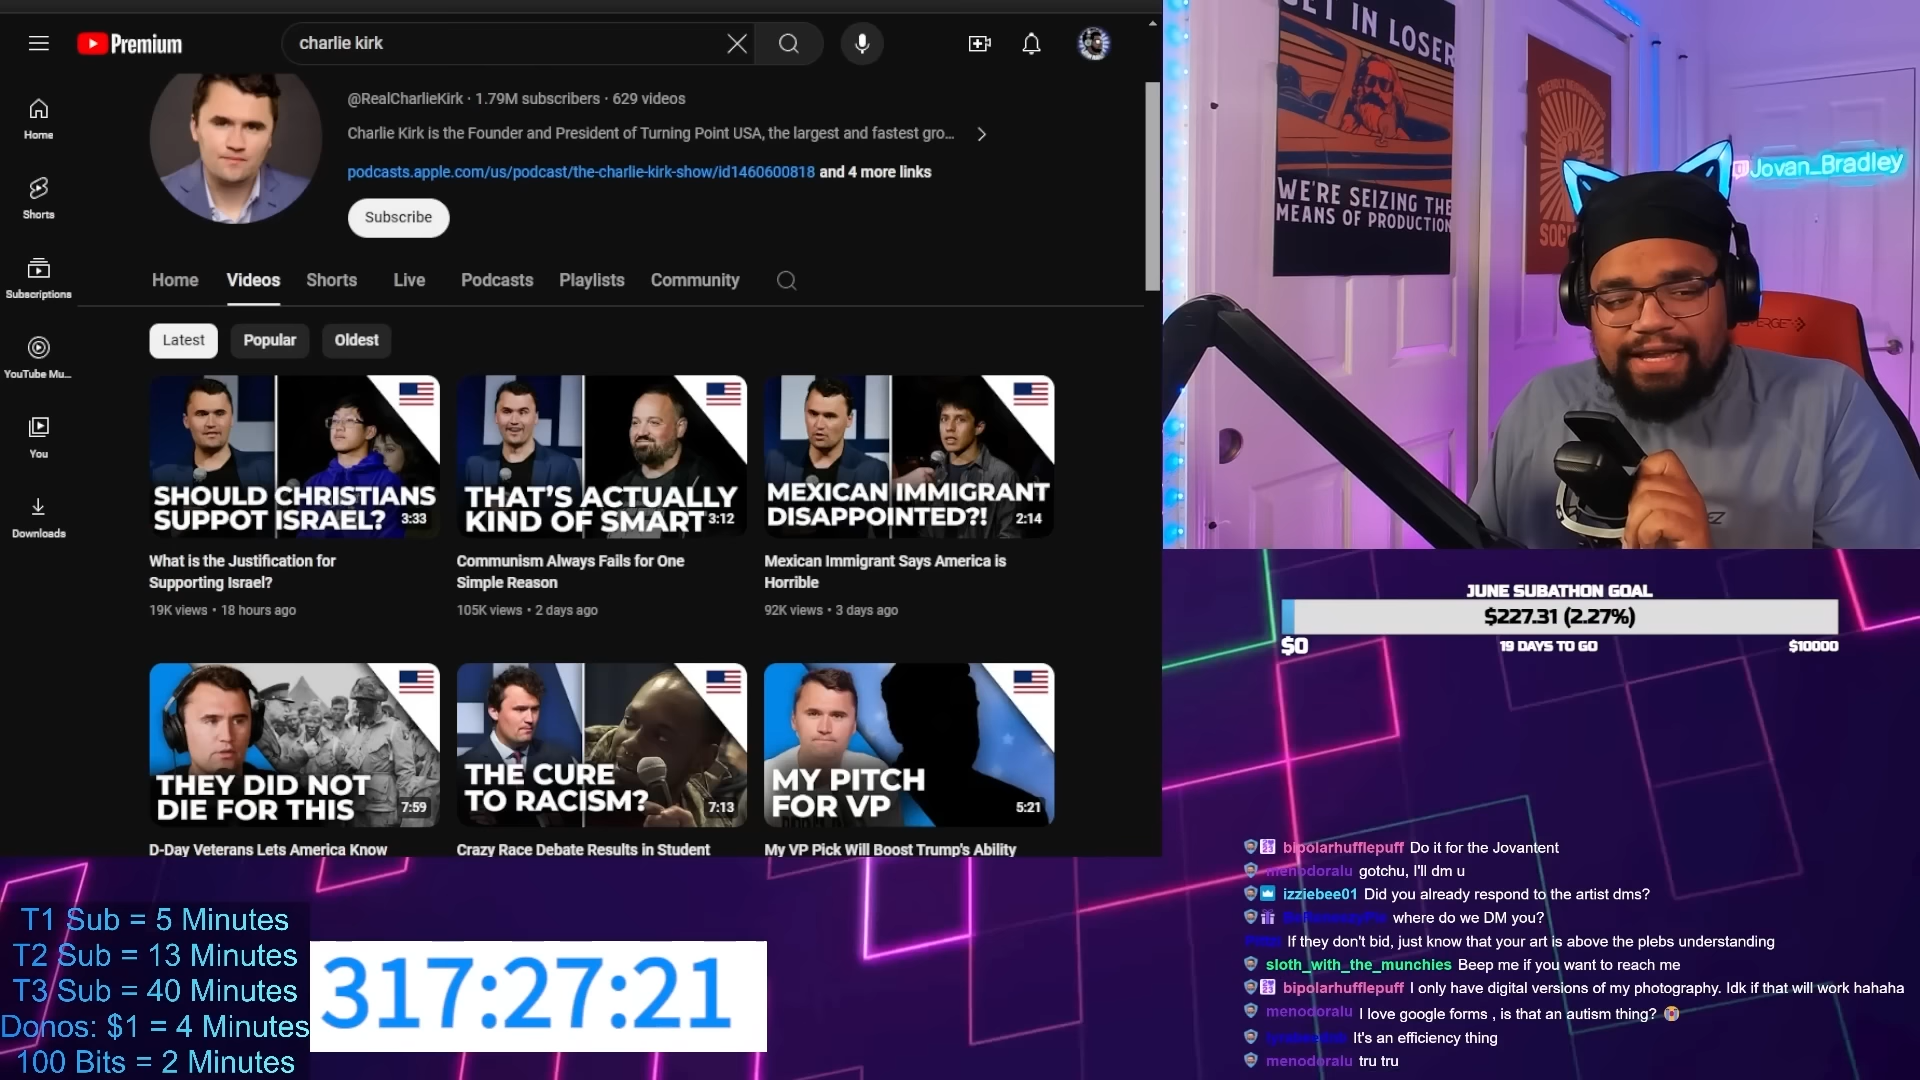 Premium
charlie kirk
@RealCharlieKirk · 1.79M subscribers · 629 videos
Charlie Kirk is the Founder and President of Turning Point USA, the largest and fastest gro...
podcasts.apple.com/us/podcast/the-charlie-kirk-show/id1460600818 and 4 more links
Subscribe
Home
Shorts
Subscriptions
YouTube Mu...
You
Downloads
Home Videos Shorts Live Podcasts Playlists Community
Latest Popular Oldest
SHOULD CHRISTIANS
SUPPOT ISRAEL? 3:33
What is the Justification for
Supporting Israel?
19K views • 18 hours ago
THAT'S ACTUALLY
KIND OF SMART 3:12
Communism Always Fails for One
Simple Reason
105K views • 2 days ago
MEXICAN IMMIGRANT
DISAPPOINTED?! 2:14
Mexican Immigrant Says America is
Horrible
92K views • 3 days ago
THEY DID NOT
DIE FOR THIS 7:59
D-Day Veterans Lets America Know
THE CURE
TO RACISM? 7:13
Crazy Race Debate Results in Student
MY PITCH
FOR VP 5:21
My VP Pick Will Boost Trump's Ability
GET IN LOSER
WE'RE SEIZING THE
MEANS OF PRODUCTION
Jovan_Bradley
JUNE SUBATHON GOAL
$227.31 (2.27%)
$0 19 DAYS TO GO $10000
T1 Sub = 5 Minutes
T2 Sub = 13 Minutes
T3 Sub = 40 Minutes
Donos: $1 = 4 Minutes
100 Bits = 2 Minutes
317:27:21
bipolarhufflepuff Do it for the Jovantent
menodoralu gotchu, I'll dm u
izziebee01 Did you already respond to the artist dms?
where do we DM you?
If they don't bid, just know that your art is above the plebs understanding
sloth_with_the_munchies Beep me if you want to reach me
bipolarhufflepuff I only have digital versions of my photography. Idk if that will work hahaha
menodoralu I love google forms , is that an autism thing?
It's an efficiency thing
menodoralu tru tru